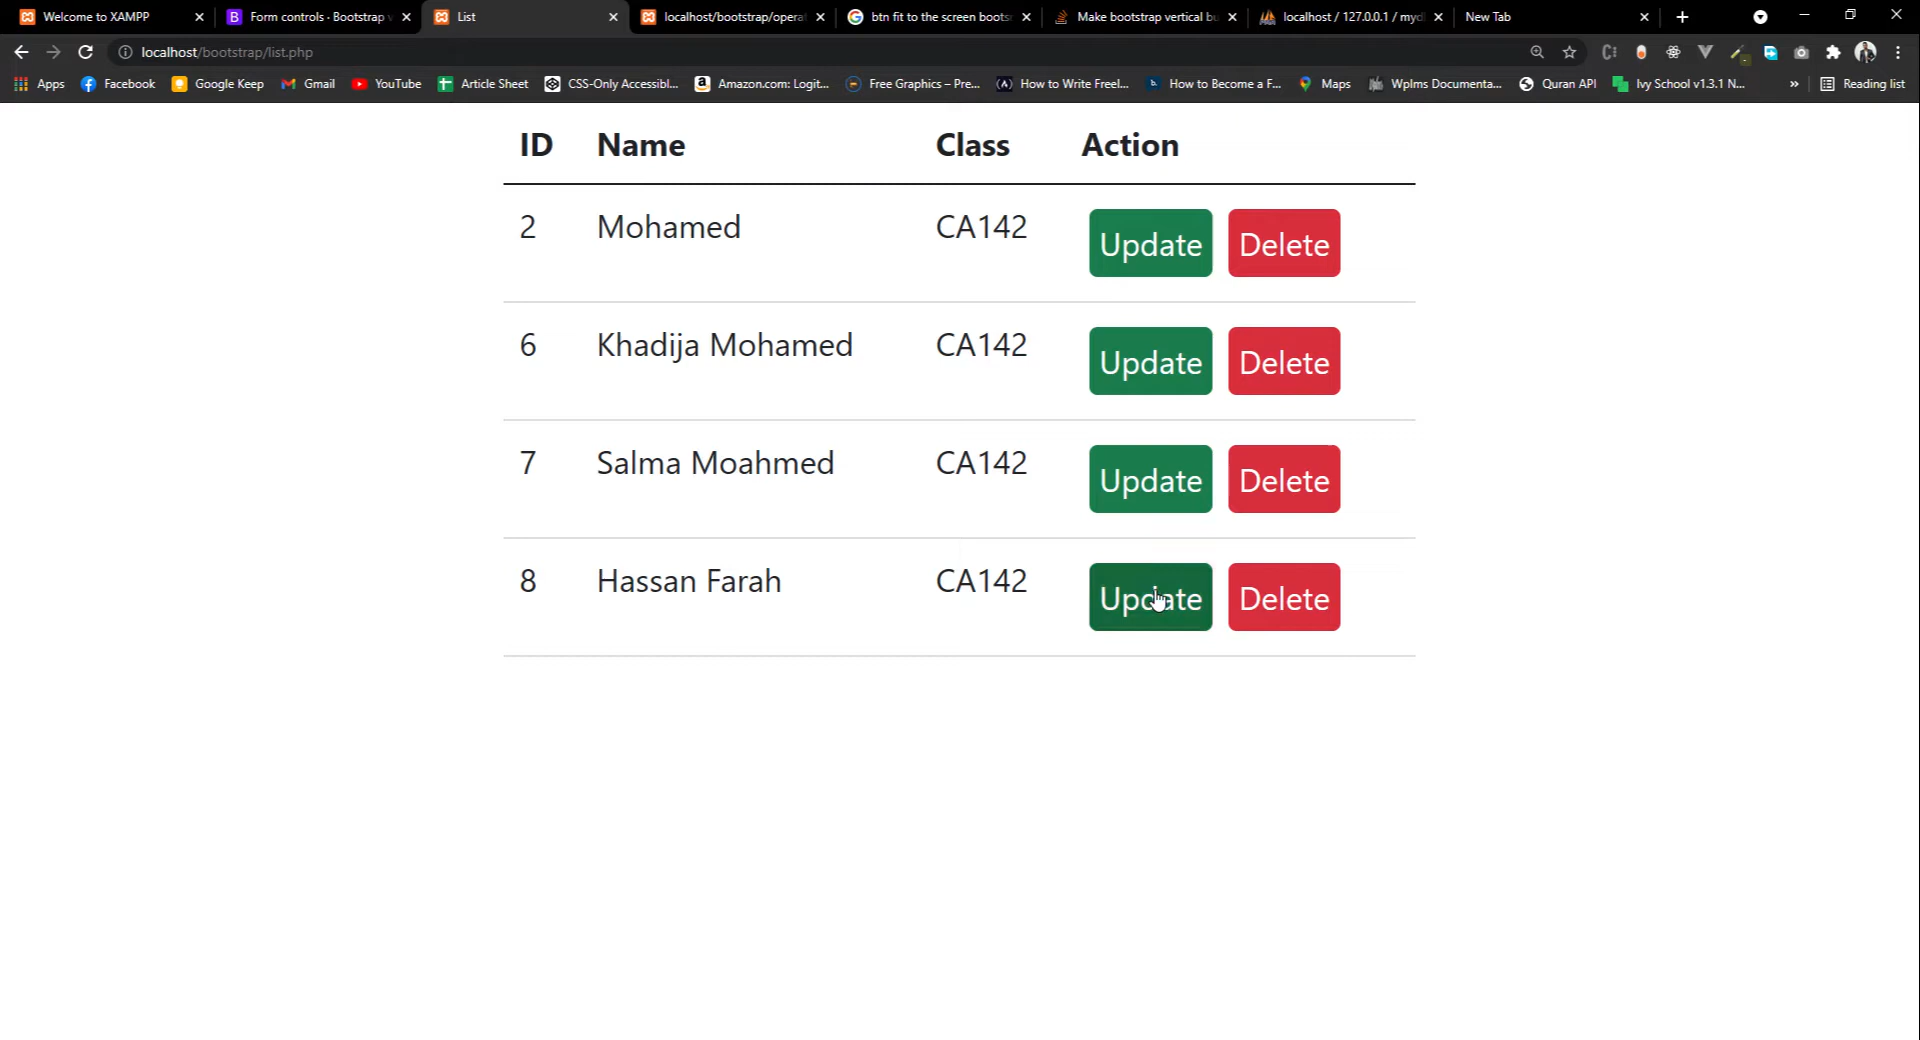 Welcome to XAMPP
Form controls · Bootstrap v
List
localhost/bootstrap/opera
btn fit to the screen boots
Make bootstrap vertical bu
localhost / 127.0.0.1 / myd
New Tab
localhost/bootstrap/list.php
Apps
Facebook
Google Keep
Gmail
YouTube
Article Sheet
CSS-Only Accessibl...
Amazon.com: Logit...
Free Graphics – Pre...
How to Write Freel...
How to Become a F...
Maps
Wplms Documenta...
Quran API
Ivy School v1.3.1 N...
»
Reading list
ID Name Class Action
2 Mohamed CA142 Update Delete
6 Khadija Mohamed CA142 Update Delete
7 Salma Moahmed CA142 Update Delete
8 Hassan Farah CA142 Update Delete